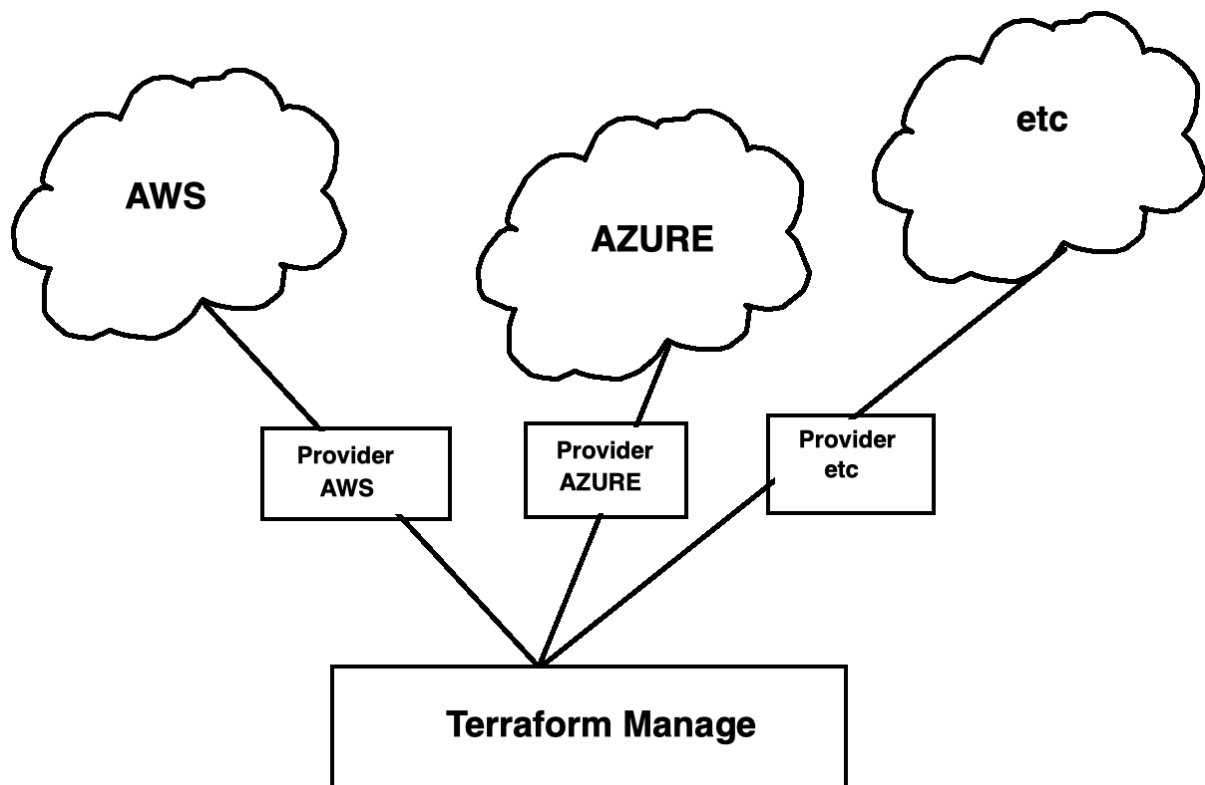 AWS
AZURE
etc
Provider
AWS
Provider
AZURE
Provider
etc
Terraform Manage